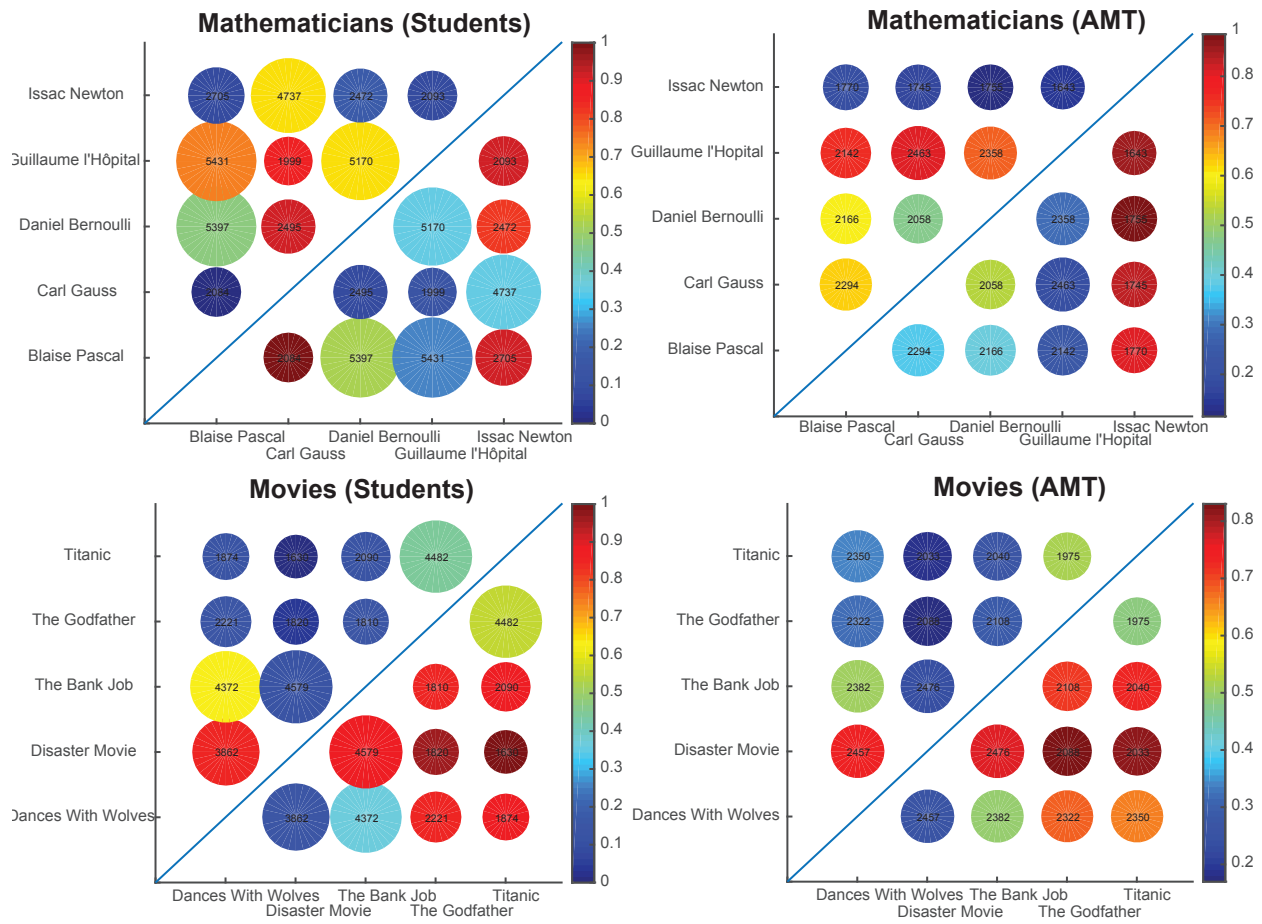 Mathematicians (Students)
Issac Newton 2705 4737 2472 2093
Guillaume l'Hôpital 5431 1999 5170 2093
Daniel Bernoulli 5397 2495 5170 2472
Carl Gauss 2084 2495 1999 4737
Blaise Pascal 2084 5397 5431 2705
Blaise Pascal Daniel Bernoulli Issac Newton
Carl Gauss Guillaume l'Hôpital
1
0.9
0.8
0.7
0.6
0.5
0.4
0.3
0.2
0.1
0
Mathematicians (AMT)
Issac Newton 1770 1745 1758 1643
Guillaume l'Hopital 2142 2463 2358 1643
Daniel Bernoulli 2166 2058 2358 1758
Carl Gauss 2294 2058 2463 1745
Blaise Pascal 2294 2166 2142 1770
Blaise Pascal Daniel Bernoulli Issac Newton
Carl Gauss Guillaume l'Hopital
1
0.8
0.7
0.6
0.5
0.4
0.3
0.2
Movies (Students)
Titanic 1874 1630 2090 4482
The Godfather 2221 1820 1810 4482
The Bank Job 4372 4579 1810 2090
Disaster Movie 3862 4579 1820 1630
Dances With Wolves 3862 4372 2221 1874
Dances With Wolves The Bank Job Titanic
Disaster Movie The Godfather
1
0.9
0.8
0.7
0.6
0.5
0.4
0.3
0.2
0.1
0
Movies (AMT)
Titanic 2350 2033 2040 1975
The Godfather 2322 2088 2108 1975
The Bank Job 2382 2476 2108 2040
Disaster Movie 2457 2476 2088 2033
Dances With Wolves 2457 2382 2322 2350
Dances With Wolves The Bank Job Titanic
Disaster Movie The Godfather
0.8
0.7
0.6
0.5
0.4
0.3
0.2